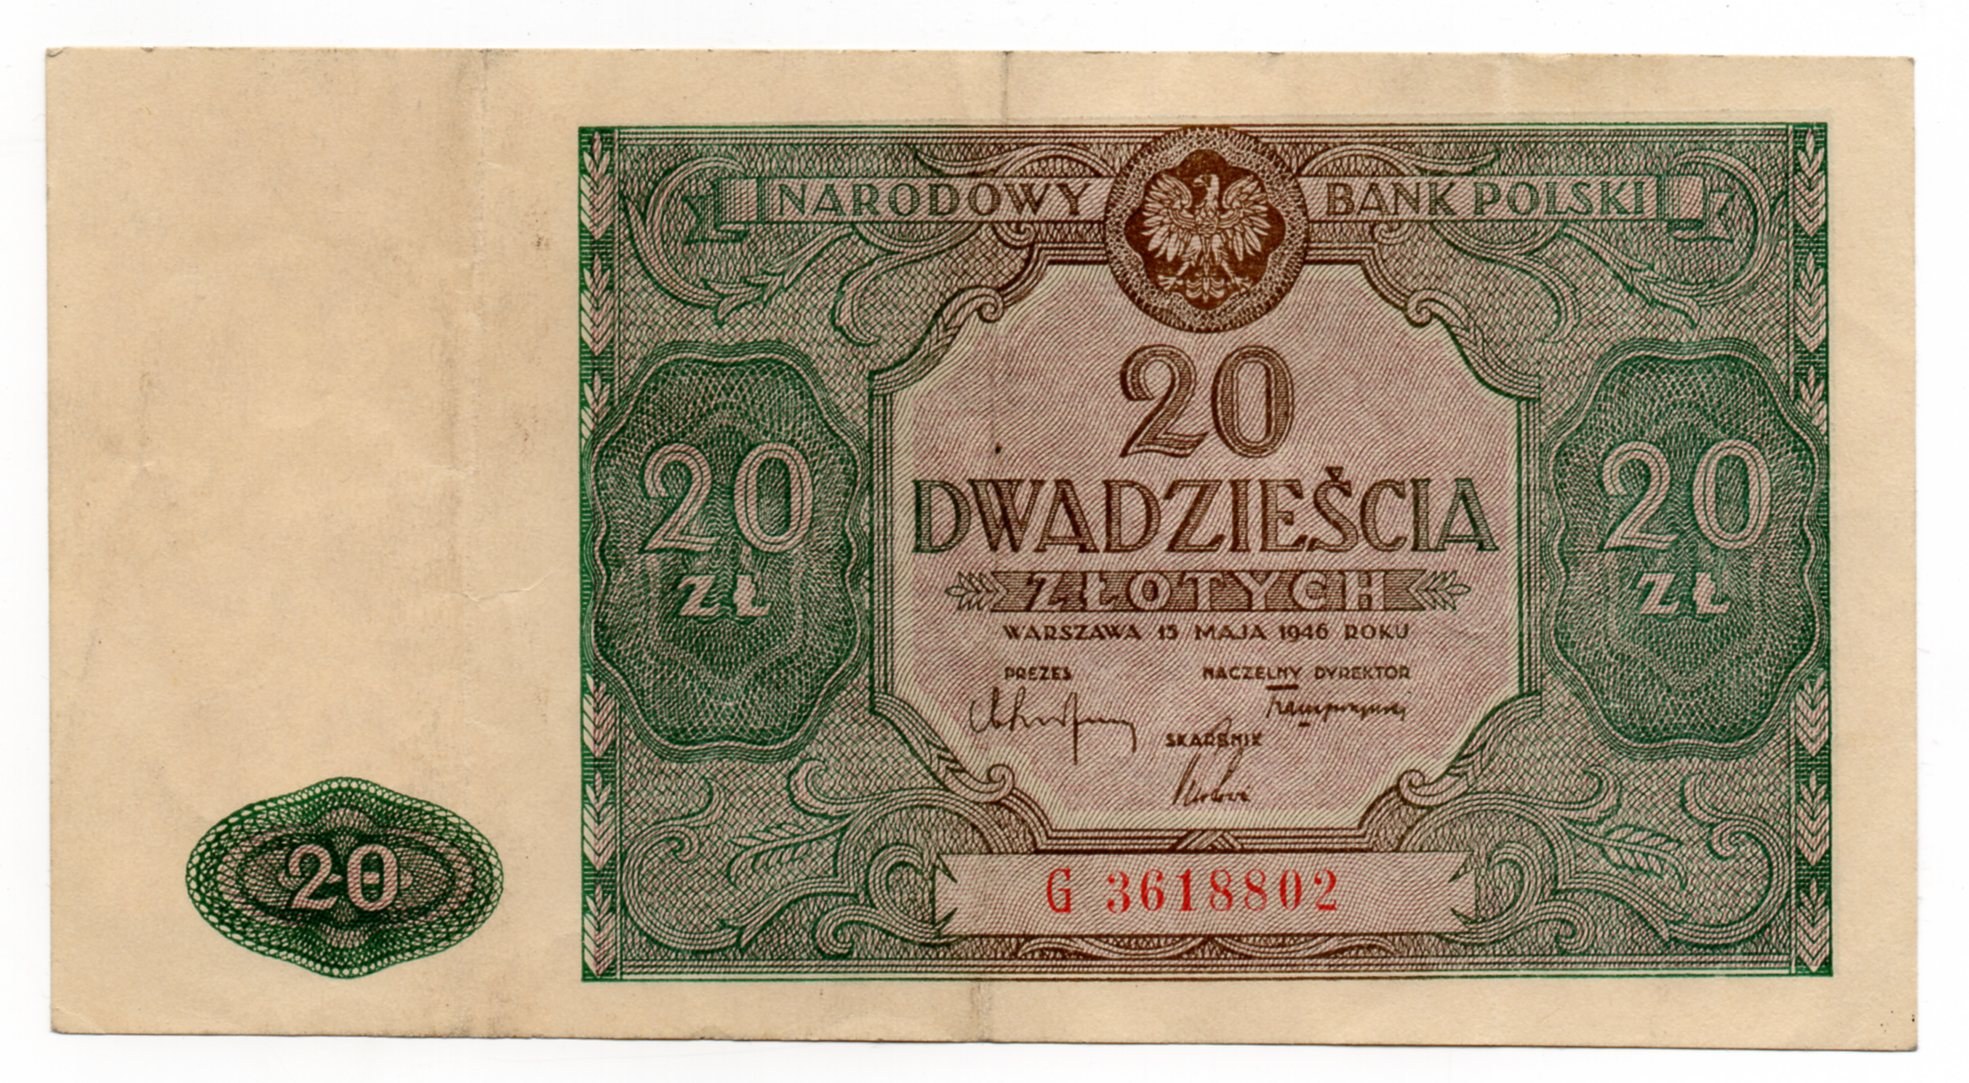 NARODOWY BANK POLSKI
20
DWADZIEŚCIA
ZŁOTYCH
WARSZAWA 15 MAJA 1946 ROKU
PREZES
NACZELNY DYREKTOR
SKARBNIK
20
ZŁ
20
ZŁ
20
G 3618802